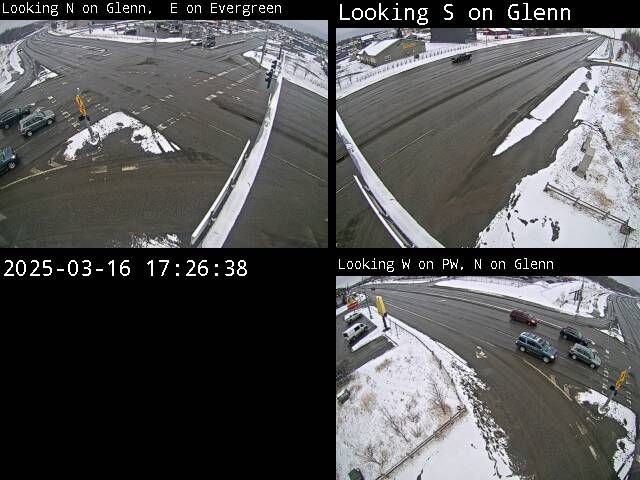 Looking N on Glenn, E on Evergreen
Looking S on Glenn
2025-03-16 17:26:38
Looking W on PW, N on Glenn